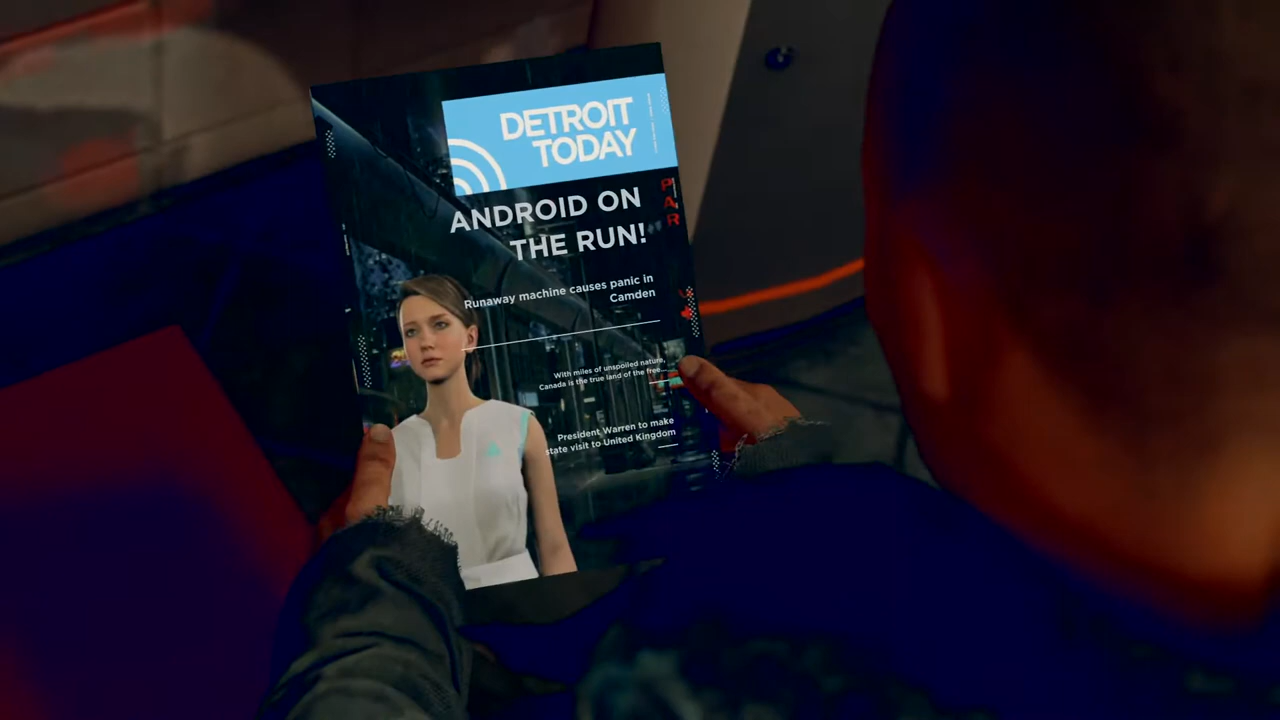 DETROIT
TODAY
ANDROID ON
THE RUN!
PAR
Runaway machine causes panic in
Camden
With miles of unspoiled nature,
Canada is the true land of the free...
President Warren to make
state visit to United Kingdom